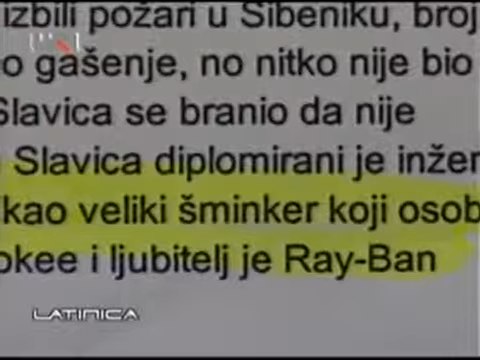 izbili požari u Šibeniku, broj
o gašenje, no nitko nije bio
Slavica se branio da nije
Slavica diplomirani je inžen
kao veliki šminker koji osob
okee i ljubitelj je Ray-Ban
LATINICA